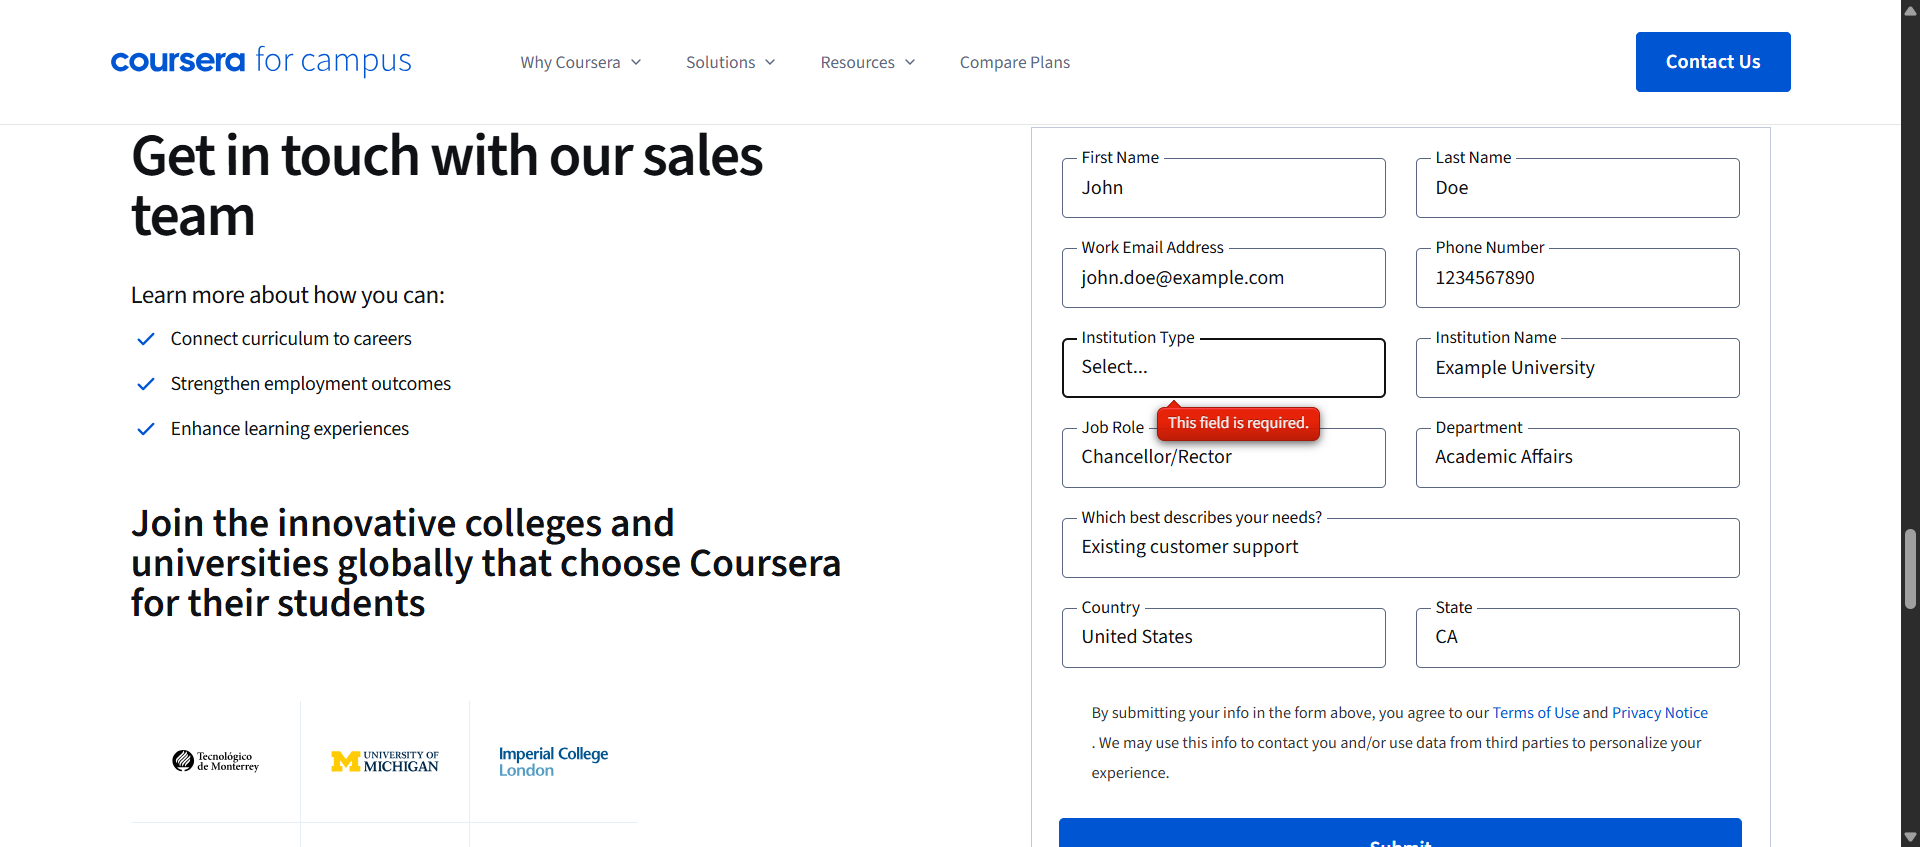 coursera for campus
Why Coursera
Solutions
Resources
Compare Plans
Contact Us
Get in touch with our sales
team
Learn more about how you can:
Connect curriculum to careers
Strengthen employment outcomes
Enhance learning experiences
Join the innovative colleges and
universities globally that choose Coursera
for their students
Tecnológico
de Monterrey
UNIVERSITY OF
MICHIGAN
Imperial College
London
First Name
John
Last Name
Doe
Work Email Address
john.doe@example.com
Phone Number
1234567890
Institution Type
Select...
This field is required.
Institution Name
Example University
Job Role
Chancellor/Rector
Department
Academic Affairs
Which best describes your needs?
Existing customer support
Country
United States
State
CA
By submitting your info in the form above, you agree to our Terms of Use and Privacy Notice
. We may use this info to contact you and/or use data from third parties to personalize your
experience.
Submit